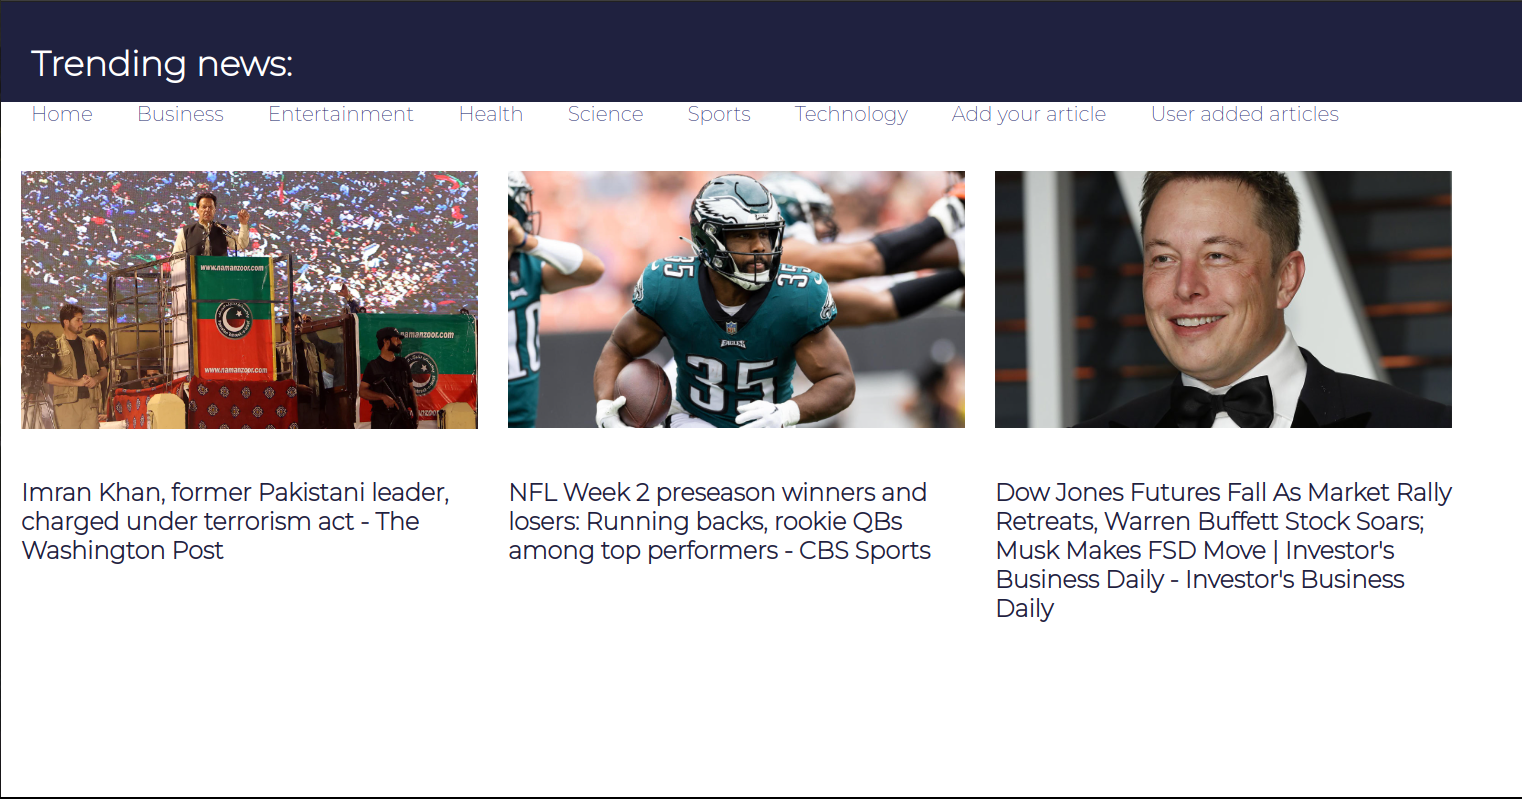 Trending news:
Home Business Entertainment Health Science Sports Technology Add your article User added articles
www.namanzoor.com
www.namanzoor.com
namanzoor.com
35
35
35
10
EAGLES
Imran Khan, former Pakistani leader,
charged under terrorism act - The
Washington Post
NFL Week 2 preseason winners and
losers: Running backs, rookie QBs
among top performers - CBS Sports
Dow Jones Futures Fall As Market Rally
Retreats, Warren Buffett Stock Soars;
Musk Makes FSD Move | Investor's
Business Daily - Investor's Business
Daily